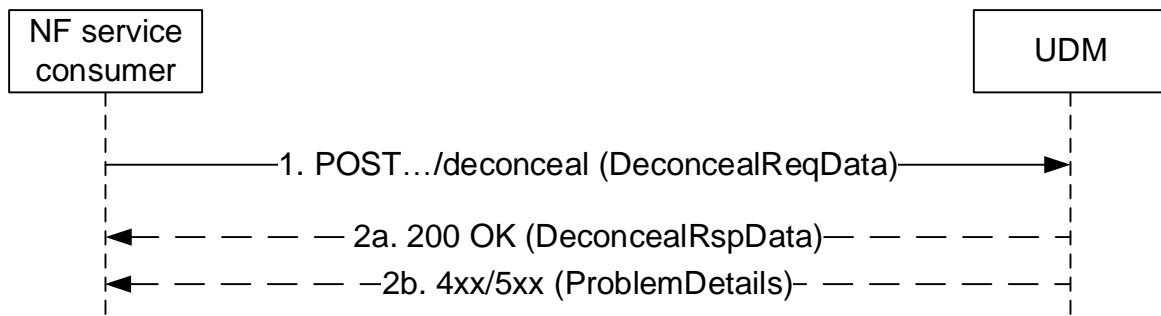 NF service
consumer
UDM
1. POST…/deconceal (DeconcealReqData)
2a. 200 OK (DeconcealRspData)
2b. 4xx/5xx (ProblemDetails)